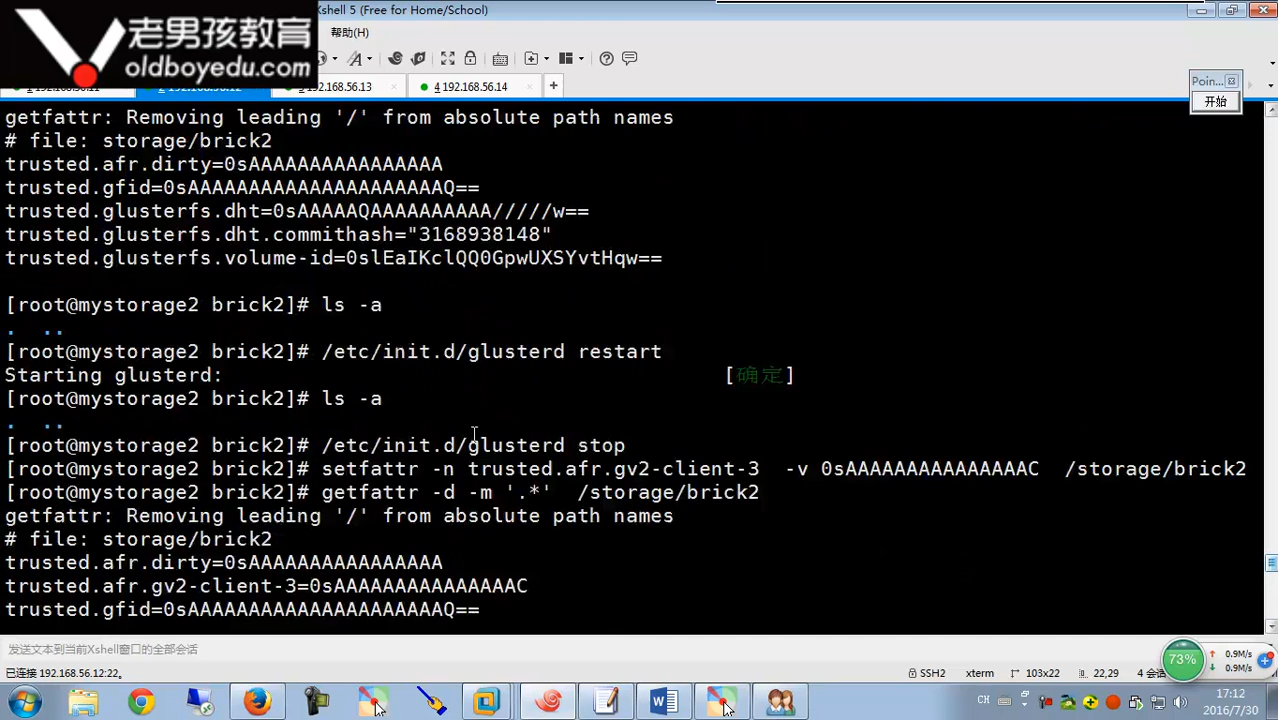 Xshell 5 (Free for Home/School)
老男孩教育
oldboyedu.com
帮助(H)
192.168.56.13
4 192.168.56.14
Poin...
开始
getfattr: Removing leading '/' from absolute path names
# file: storage/brick2
trusted.afr.dirty=0sAAAAAAAAAAAAAAAA
trusted.gfid=0sAAAAAAAAAAAAAAAAAAAAAQ==
trusted.glusterfs.dht=0sAAAAAQAAAAAAAAAA/////w==
trusted.glusterfs.dht.commithash="3168938148"
trusted.glusterfs.volume-id=0slEaIKclQQ0GpwUXSYvtHqw==
[root@mystorage2 brick2]# ls -a
. ..
[root@mystorage2 brick2]# /etc/init.d/glusterd restart
Starting glusterd: [确定]
[root@mystorage2 brick2]# ls -a
. ..
[root@mystorage2 brick2]# /etc/init.d/glusterd stop
[root@mystorage2 brick2]# setfattr -n trusted.afr.gv2-client-3 -v 0sAAAAAAAAAAAAAAAC /storage/brick2
[root@mystorage2 brick2]# getfattr -d -m '.*' /storage/brick2
getfattr: Removing leading '/' from absolute path names
# file: storage/brick2
trusted.afr.dirty=0sAAAAAAAAAAAAAAAA
trusted.afr.gv2-client-3=0sAAAAAAAAAAAAAAAC
trusted.gfid=0sAAAAAAAAAAAAAAAAAAAAAQ==
发送文本到当前Xshell窗口的全部会话
已连接 192.168.56.12:22.
SSH2
xterm
103x22
22,29
4 会话
73%
0.9M/s
0.9M/s
CH
17:12
2016/7/30